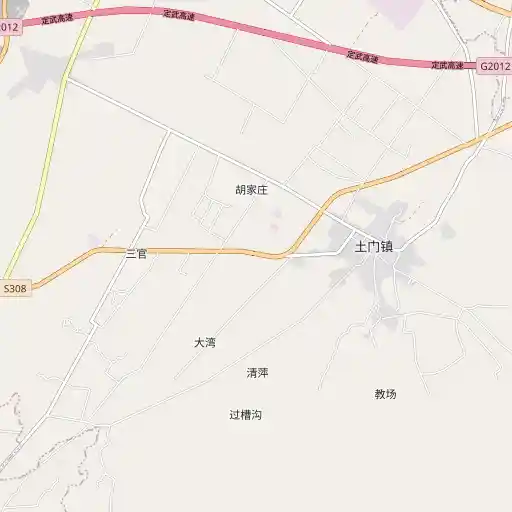 2012
定武高速
定武高速
定武高速
定武高速
G2012
胡家庄
土门镇
三官
S308
大湾
清萍
教场
过槽沟